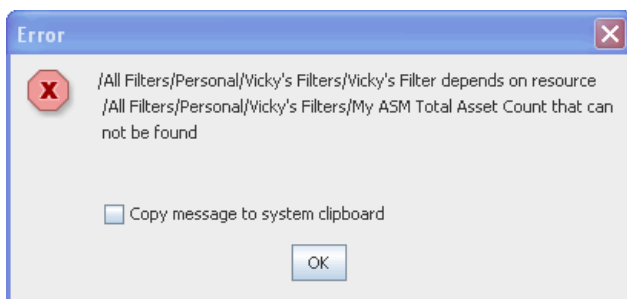 Error
/All Filters/Personal/Vicky's Filters/Vicky's Filter depends on resource
/All Filters/Personal/Vicky's Filters/My ASM Total Asset Count that can
not be found
Copy message to system clipboard
OK